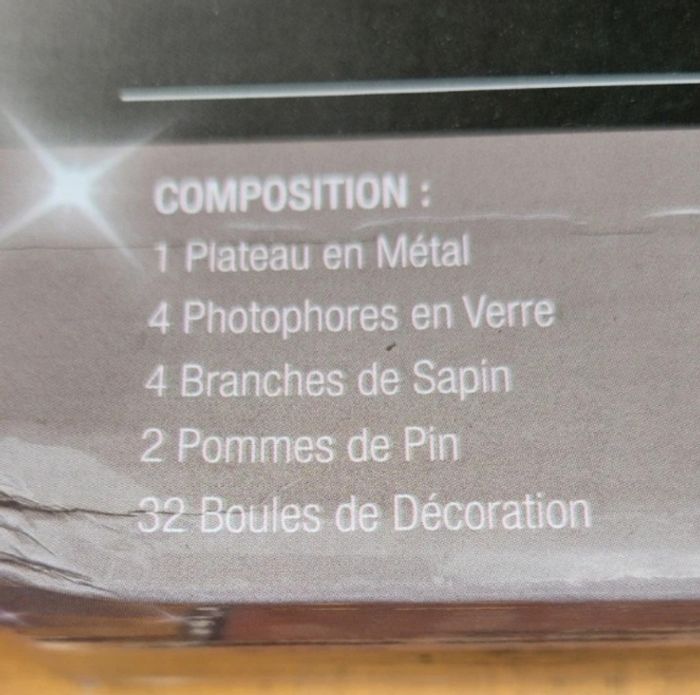 COMPOSITION :
1 Plateau en Métal
4 Photophores en Verre
4 Branches de Sapin
2 Pommes de Pin
32 Boules de Décoration